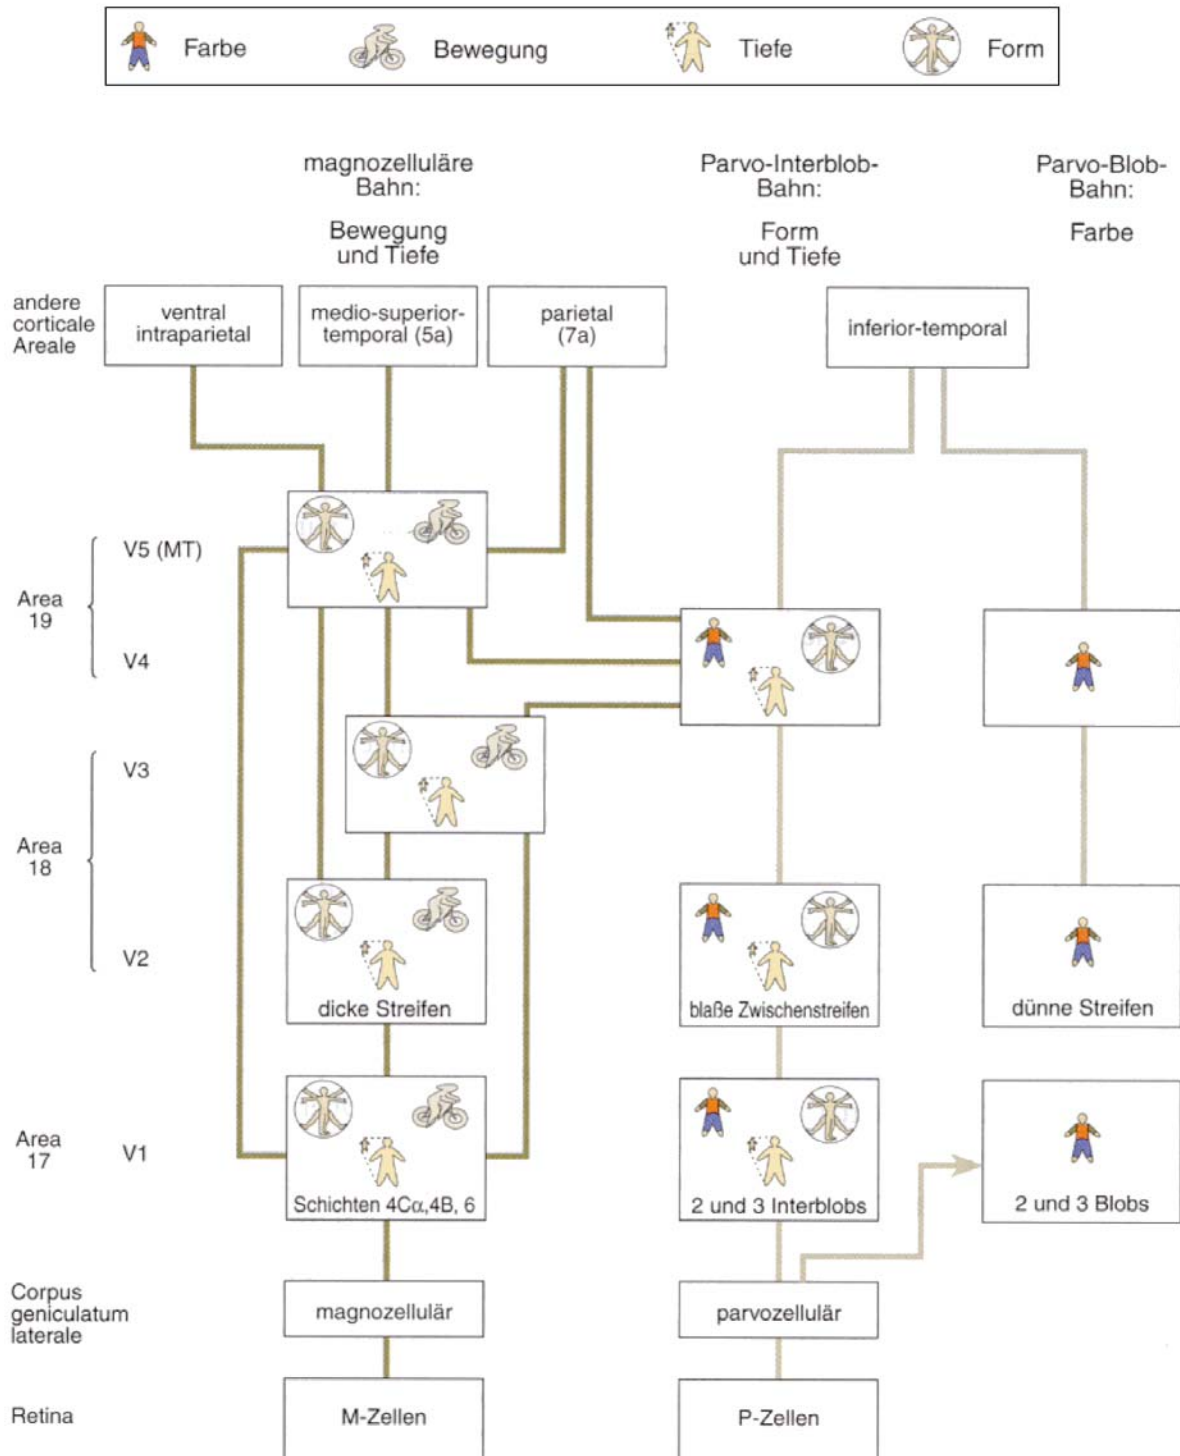 Farbe
Bewegung
Tiefe
Form
magnozelluläre
Bahn:
Bewegung
und Tiefe
Parvo-Interblob-
Bahn:
Form
und Tiefe
Parvo-Blob-
Bahn:
Farbe
andere
corticale
Areale
ventral
intraparietal
medio-superior-
temporal (5a)
parietal
(7a)
inferior-temporal
Area
19
V5 (MT)
V4
Area
18
V3
V2
dicke Streifen
blaße Zwischenstreifen
dünne Streifen
Area
17
V1
Schichten 4Cα,4B, 6
2 und 3 Interblobs
2 und 3 Blobs
Corpus
geniculatum
laterale
magnozellulär
parvozellulär
Retina
M-Zellen
P-Zellen